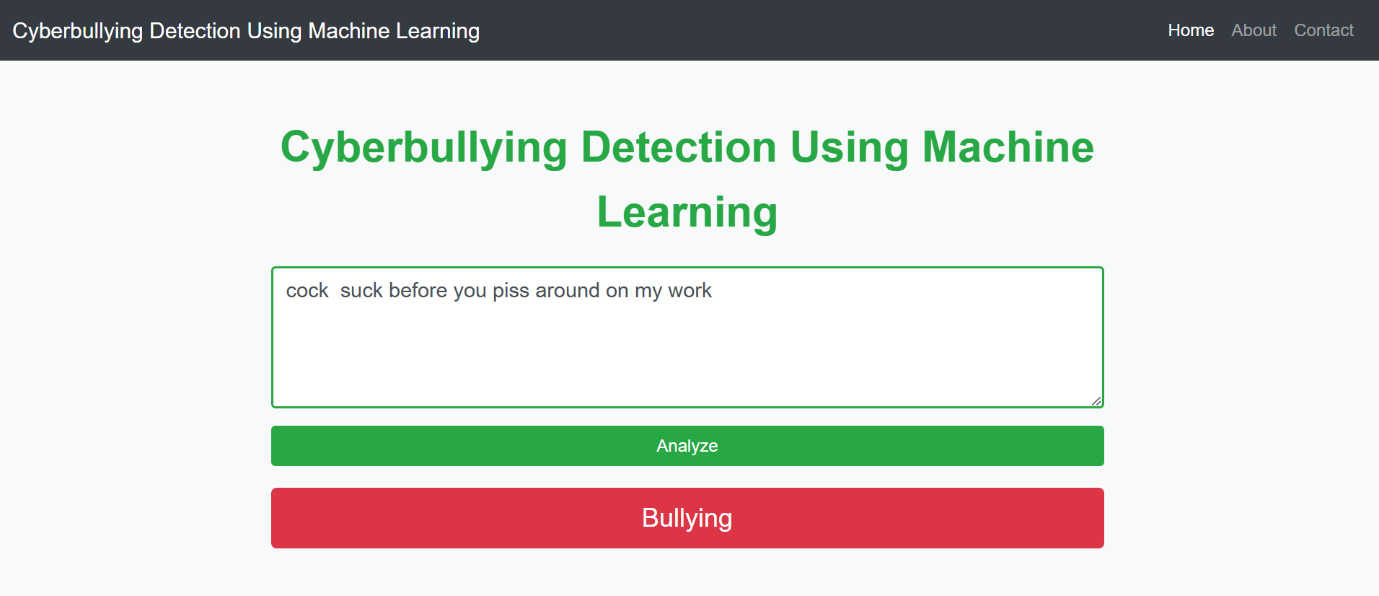 Cyberbullying Detection Using Machine Learning
Home About Contact
Cyberbullying Detection Using Machine
Learning
cock  suck before you piss around on my work
Analyze
Bullying